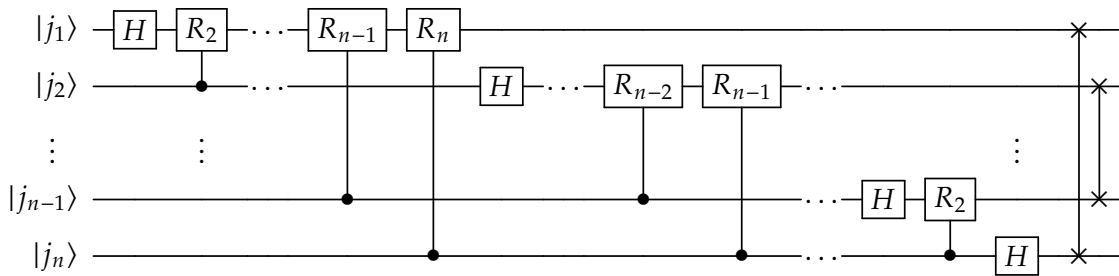 |j₁⟩ H R₂ ... Rₙ₋₁ Rₙ
|j₂⟩ ... H ... Rₙ₋₂ Rₙ₋₁ ...
⋮ ⋮ ⋮
|jₙ₋₁⟩ ... H R₂
|jₙ⟩ ... H